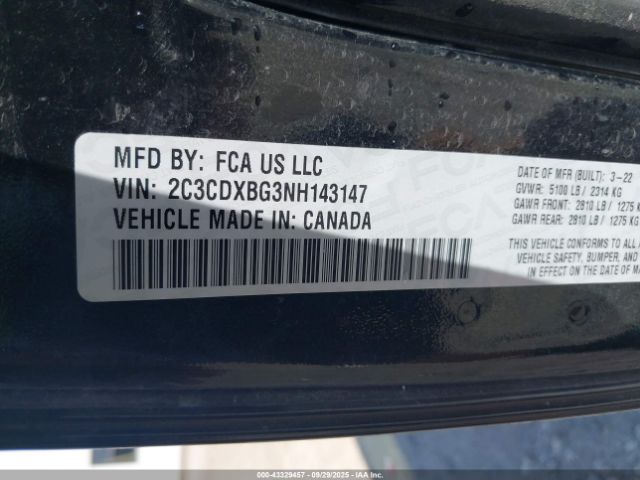 MFD BY: FCA US LLC
VIN: 2C3CDXBG3NH143147
VEHICLE MADE IN: CANADA
DATE OF MFR (BUILT): 3-22
GVWR: 5100 LB / 2314 KG
GAWR FRONT: 2810 LB / 1275 KG
GAWR REAR: 2810 LB / 1275 KG
THIS VEHICLE CONFORMS TO ALL
VEHICLE SAFETY, BUMPER, AND
IN EFFECT ON THE DATE OF
000-43329457 - 09/29/2025 - IAAI.COM